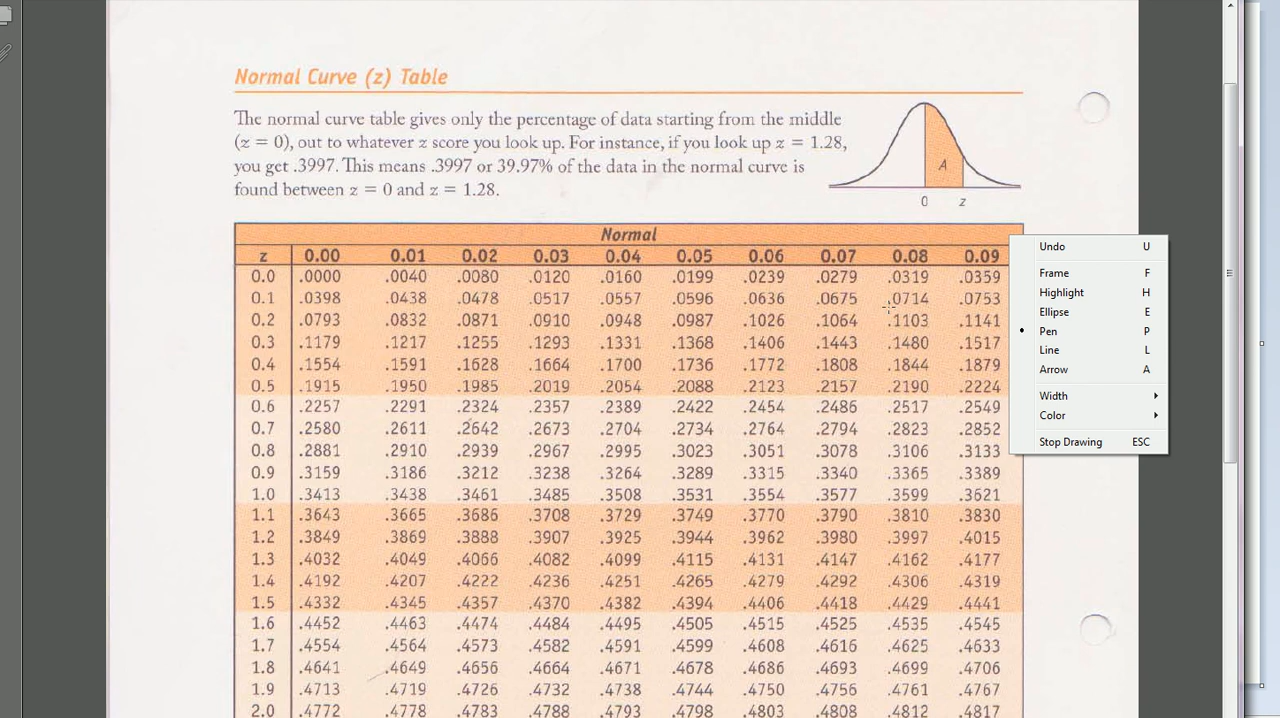 Normal Curve (z) Table
The normal curve table gives only the percentage of data starting from the middle
(z = 0), out to whatever z score you look up. For instance, if you look up z = 1.28,
you get .3997. This means .3997 or 39.97% of the data in the normal curve is
found between z = 0 and z = 1.28.
A
0 z
Normal
z 0.00 0.01 0.02 0.03 0.04 0.05 0.06 0.07 0.08 0.09
0.0 .0000 .0040 .0080 .0120 .0160 .0199 .0239 .0279 .0319 .0359
0.1 .0398 .0438 .0478 .0517 .0557 .0596 .0636 .0675 .0714 .0753
0.2 .0793 .0832 .0871 .0910 .0948 .0987 .1026 .1064 .1103 .1141
0.3 .1179 .1217 .1255 .1293 .1331 .1368 .1406 .1443 .1480 .1517
0.4 .1554 .1591 .1628 .1664 .1700 .1736 .1772 .1808 .1844 .1879
0.5 .1915 .1950 .1985 .2019 .2054 .2088 .2123 .2157 .2190 .2224
0.6 .2257 .2291 .2324 .2357 .2389 .2422 .2454 .2486 .2517 .2549
0.7 .2580 .2611 .2642 .2673 .2704 .2734 .2764 .2794 .2823 .2852
0.8 .2881 .2910 .2939 .2967 .2995 .3023 .3051 .3078 .3106 .3133
0.9 .3159 .3186 .3212 .3238 .3264 .3289 .3315 .3340 .3365 .3389
1.0 .3413 .3438 .3461 .3485 .3508 .3531 .3554 .3577 .3599 .3621
1.1 .3643 .3665 .3686 .3708 .3729 .3749 .3770 .3790 .3810 .3830
1.2 .3849 .3869 .3888 .3907 .3925 .3944 .3962 .3980 .3997 .4015
1.3 .4032 .4049 .4066 .4082 .4099 .4115 .4131 .4147 .4162 .4177
1.4 .4192 .4207 .4222 .4236 .4251 .4265 .4279 .4292 .4306 .4319
1.5 .4332 .4345 .4357 .4370 .4382 .4394 .4406 .4418 .4429 .4441
1.6 .4452 .4463 .4474 .4484 .4495 .4505 .4515 .4525 .4535 .4545
1.7 .4554 .4564 .4573 .4582 .4591 .4599 .4608 .4616 .4625 .4633
1.8 .4641 .4649 .4656 .4664 .4671 .4678 .4686 .4693 .4699 .4706
1.9 .4713 .4719 .4726 .4732 .4738 .4744 .4750 .4756 .4761 .4767
2.0 .4772 .4778 .4783 .4788 .4793 .4798 .4803 .4808 .4812 .4817
Undo U
Frame F
Highlight H
Ellipse E
Pen P
Line L
Arrow A
Width
Color
Stop Drawing ESC